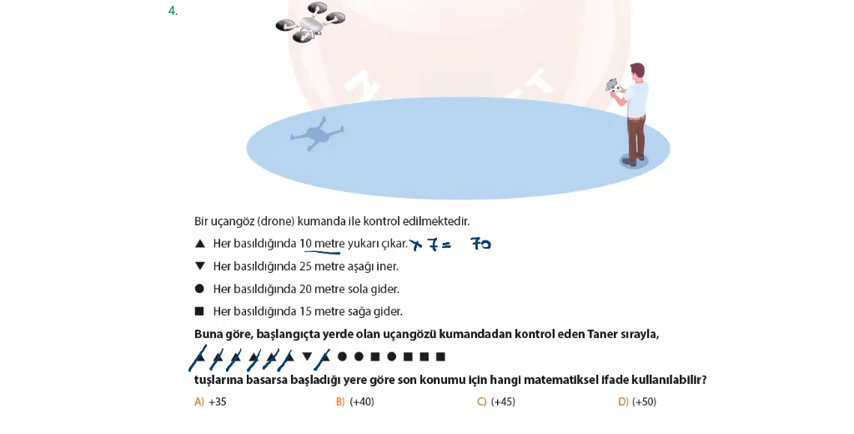 4.
Bir uçangöz (drone) kumanda ile kontrol edilmektedir.
▲ Her basıldığında 10 metre yukarı çıkar. x 7 = 70
▼ Her basıldığında 25 metre aşağı iner.
● Her basıldığında 20 metre sola gider.
■ Her basıldığında 15 metre sağa gider.
Buna göre, başlangıçta yerde olan uçangözü kumandadan kontrol eden Taner sırayla,
▲ ▲ ▲ ▲ ▲ ▲ ▼ ▲ ● ● ■ ● ■ ■ ■
tuşlarına basarsa başladığı yere göre son konumu için hangi matematiksel ifade kullanılabilir?
A) +35 B) (+40) C) (+45) D) (+50)